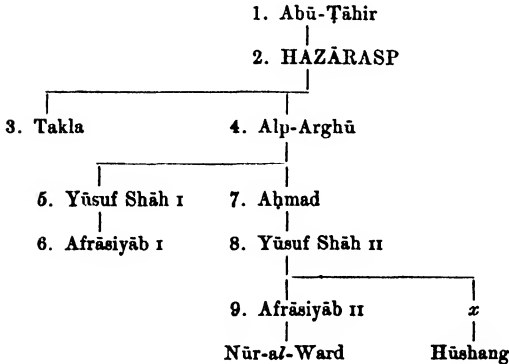 1. Abū-Ṭāhir
2. HAZĀRASP
3. Takla 4. Alp-Arghū
5. Yūsuf Shāh I 7. Aḥmad
6. Afrāsiyāb I 8. Yūsuf Shāh II
9. Afrāsiyāb II x
Nūr-al-Ward Hūshang